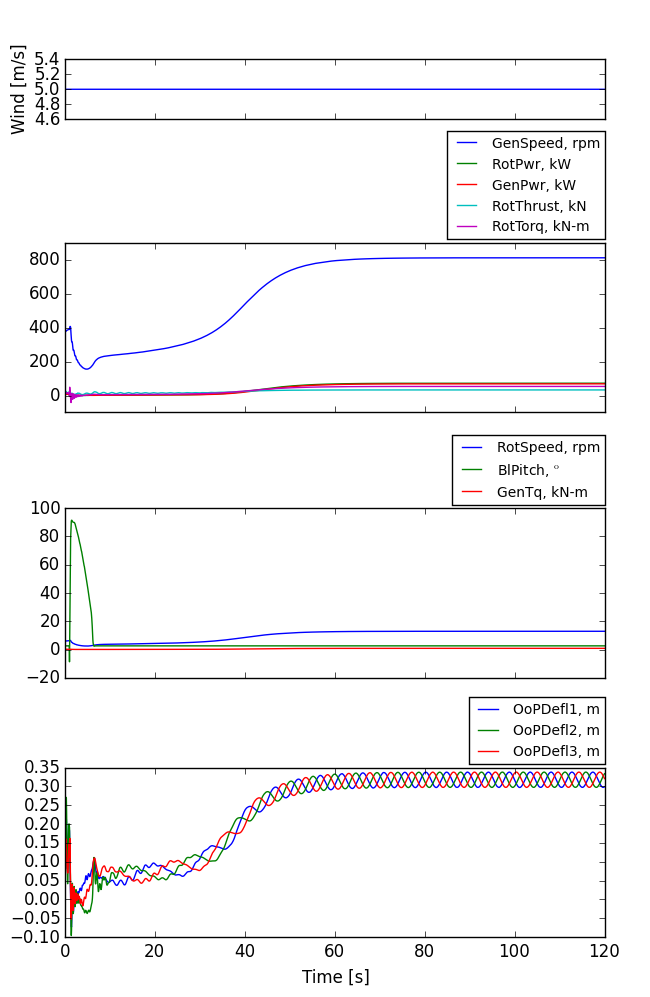 Wind [m/s]
5.4
5.2
5.0
4.8
4.6
GenSpeed, rpm
RotPwr, kW
GenPwr, kW
RotThrust, kN
RotTorq, kN-m
800
600
400
200
0
RotSpeed, rpm
BlPitch, °
GenTq, kN-m
100
80
60
40
20
0
−20
OoPDefl1, m
OoPDefl2, m
OoPDefl3, m
0.35
0.30
0.25
0.20
0.15
0.10
0.05
0.00
−0.05
−0.10
0 20 40 60 80 100 120
Time [s]